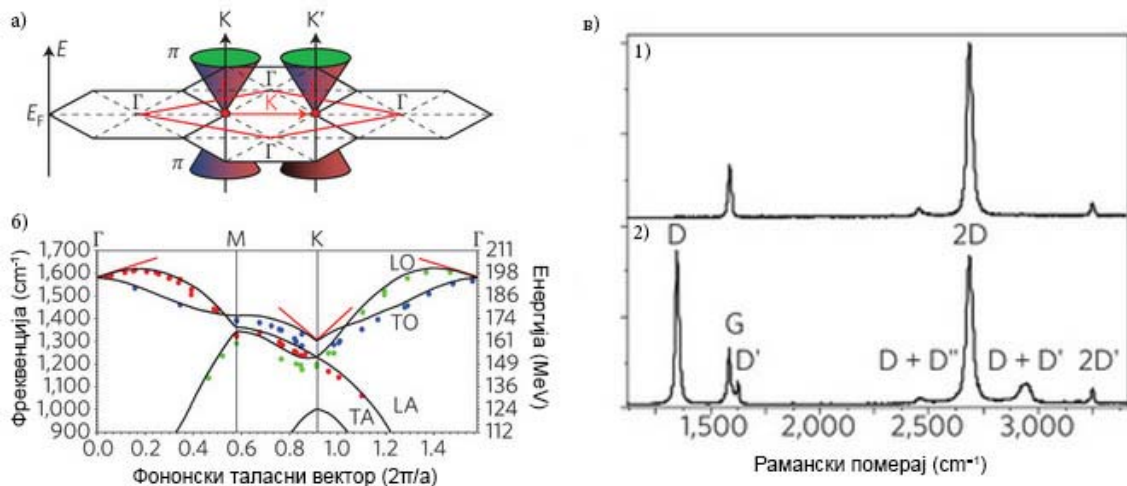 а)
K K′
E
π
Γ
Γ K Γ
E_F
Γ
π
б)
Γ M K Γ
1,700 211
1,600 198
1,500 186
1,400 174
1,300 161
1,200 149
1,100 136
1,000 124
900 112
LO
TO
LA
TA
Фреквенција (cm⁻¹)
Енергија (MeV)
0.0 0.2 0.4 0.6 0.8 1.0 1.2 1.4
Фононски таласни вектор (2π/a)
в)
1)
2)
D 2D
G
D'
D + D" D + D' 2D'
1,500 2,000 2,500 3,000
Рамански померај (cm⁻¹)